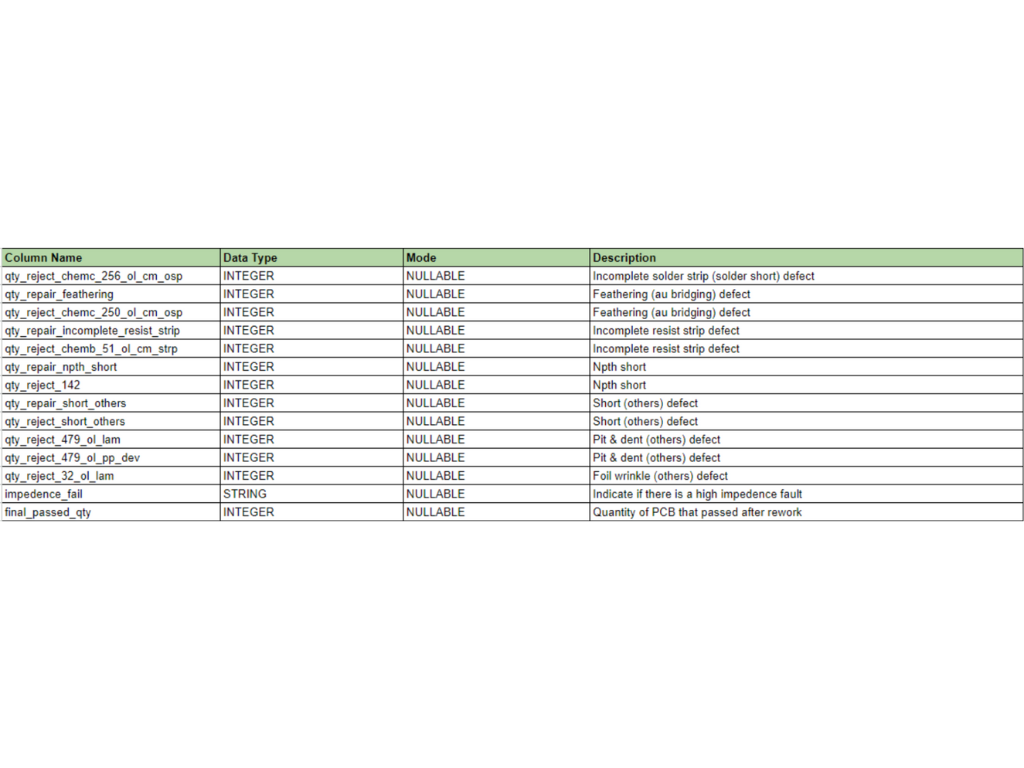 Column Name Data Type Mode Description
qty_reject_chemc_256_ol_cm_osp INTEGER NULLABLE Incomplete solder strip (solder short) defect
qty_repair_feathering INTEGER NULLABLE Feathering (au bridging) defect
qty_reject_chemc_250_ol_cm_osp INTEGER NULLABLE Feathering (au bridging) defect
qty_repair_incomplete_resist_strip INTEGER NULLABLE Incomplete resist strip defect
qty_reject_chemb_51_ol_cm_strp INTEGER NULLABLE Incomplete resist strip defect
qty_repair_npth_short INTEGER NULLABLE Npth short
qty_reject_142 INTEGER NULLABLE Npth short
qty_repair_short_others INTEGER NULLABLE Short (others) defect
qty_reject_short_others INTEGER NULLABLE Short (others) defect
qty_reject_479_ol_lam INTEGER NULLABLE Pit & dent (others) defect
qty_reject_479_ol_pp_dev INTEGER NULLABLE Pit & dent (others) defect
qty_reject_32_ol_lam INTEGER NULLABLE Foil wrinkle (others) defect
impedence_fail STRING NULLABLE Indicate if there is a high impedence fault
final_passed_qty INTEGER NULLABLE Quantity of PCB that passed after rework